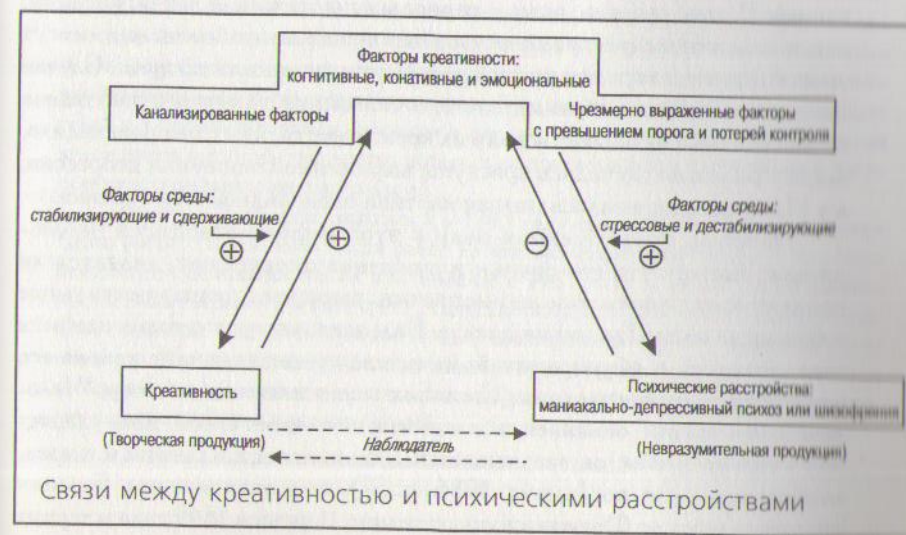 Факторы креативности:
когнитивные, конативные и эмоциональные
Канализированные факторы
Чрезмерно выраженные факторы
с превышением порога и потерей контроля
Факторы среды:
стабилизирующие и сдерживающие
Факторы среды:
стрессовые и дестабилизирующие
+
+
−
+
Креативность
Психические расстройства:
маниакально-депрессивный психоз или шизофрения
(Творческая продукция)
Наблюдатель
(Невразумительная продукция)
Связи между креативностью и психическими расстройствами